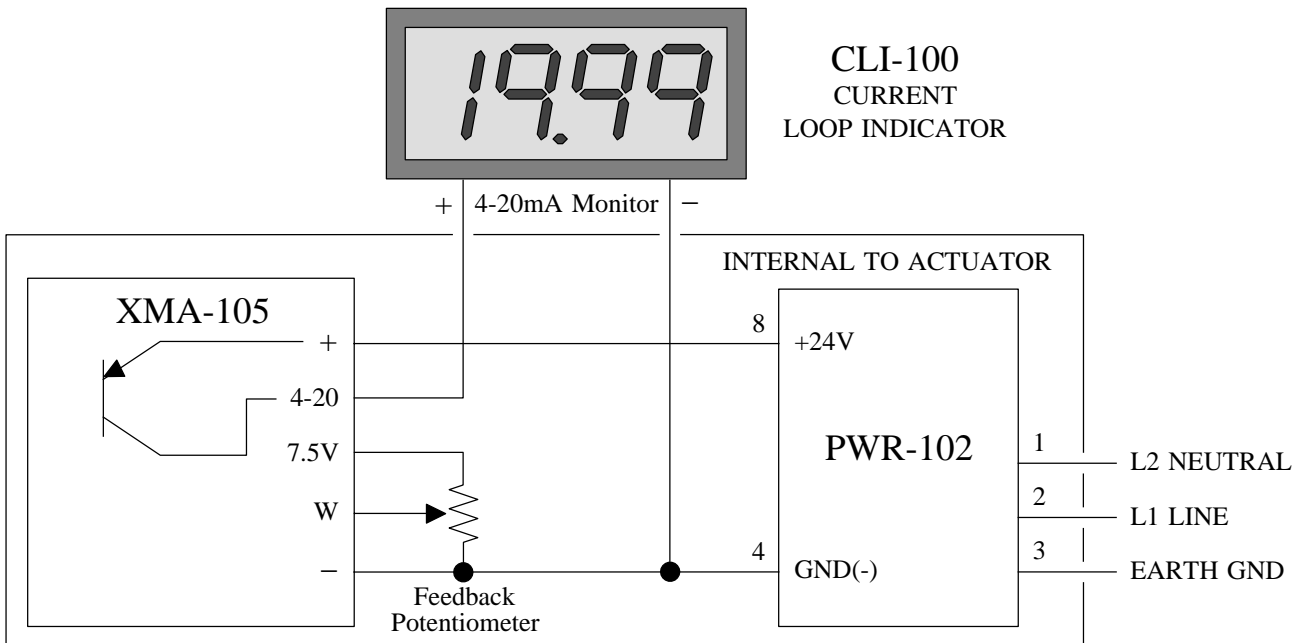 19.99
CLI-100
CURRENT
LOOP INDICATOR
+ 4-20mA Monitor −
INTERNAL TO ACTUATOR
XMA-105
+
4-20
7.5V
W
−
Feedback
Potentiometer
8
+24V
PWR-102
4
GND(-)
1
L2 NEUTRAL
2
L1 LINE
3
EARTH GND